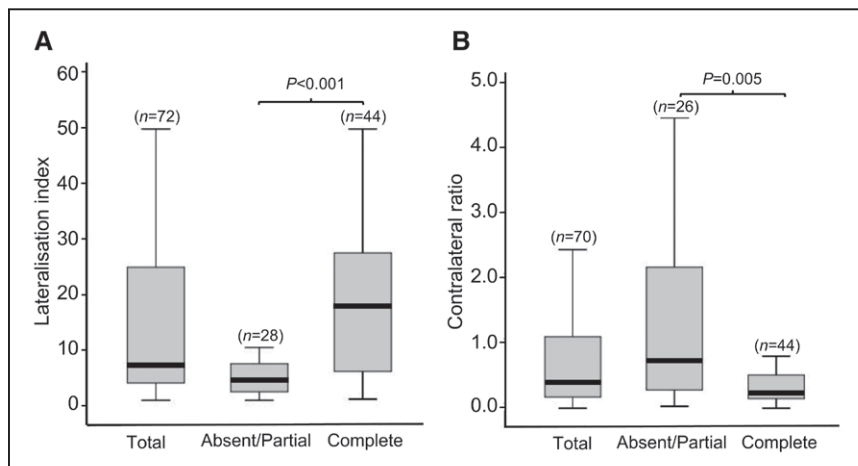 A
Lateralisation index
60
50
40
30
20
10
0
P<0.001
(n=72)
(n=28)
(n=44)
Total
Absent/Partial
Complete
B
Contralateral ratio
5.0
4.0
3.0
2.0
1.0
0.0
P=0.005
(n=26)
(n=70)
(n=44)
Total
Absent/Partial
Complete